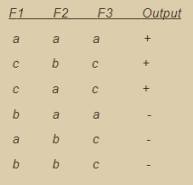 F1 F2 F3 Output
a a a +
c b c +
c a c +
b a a -
a b c -
b b c -